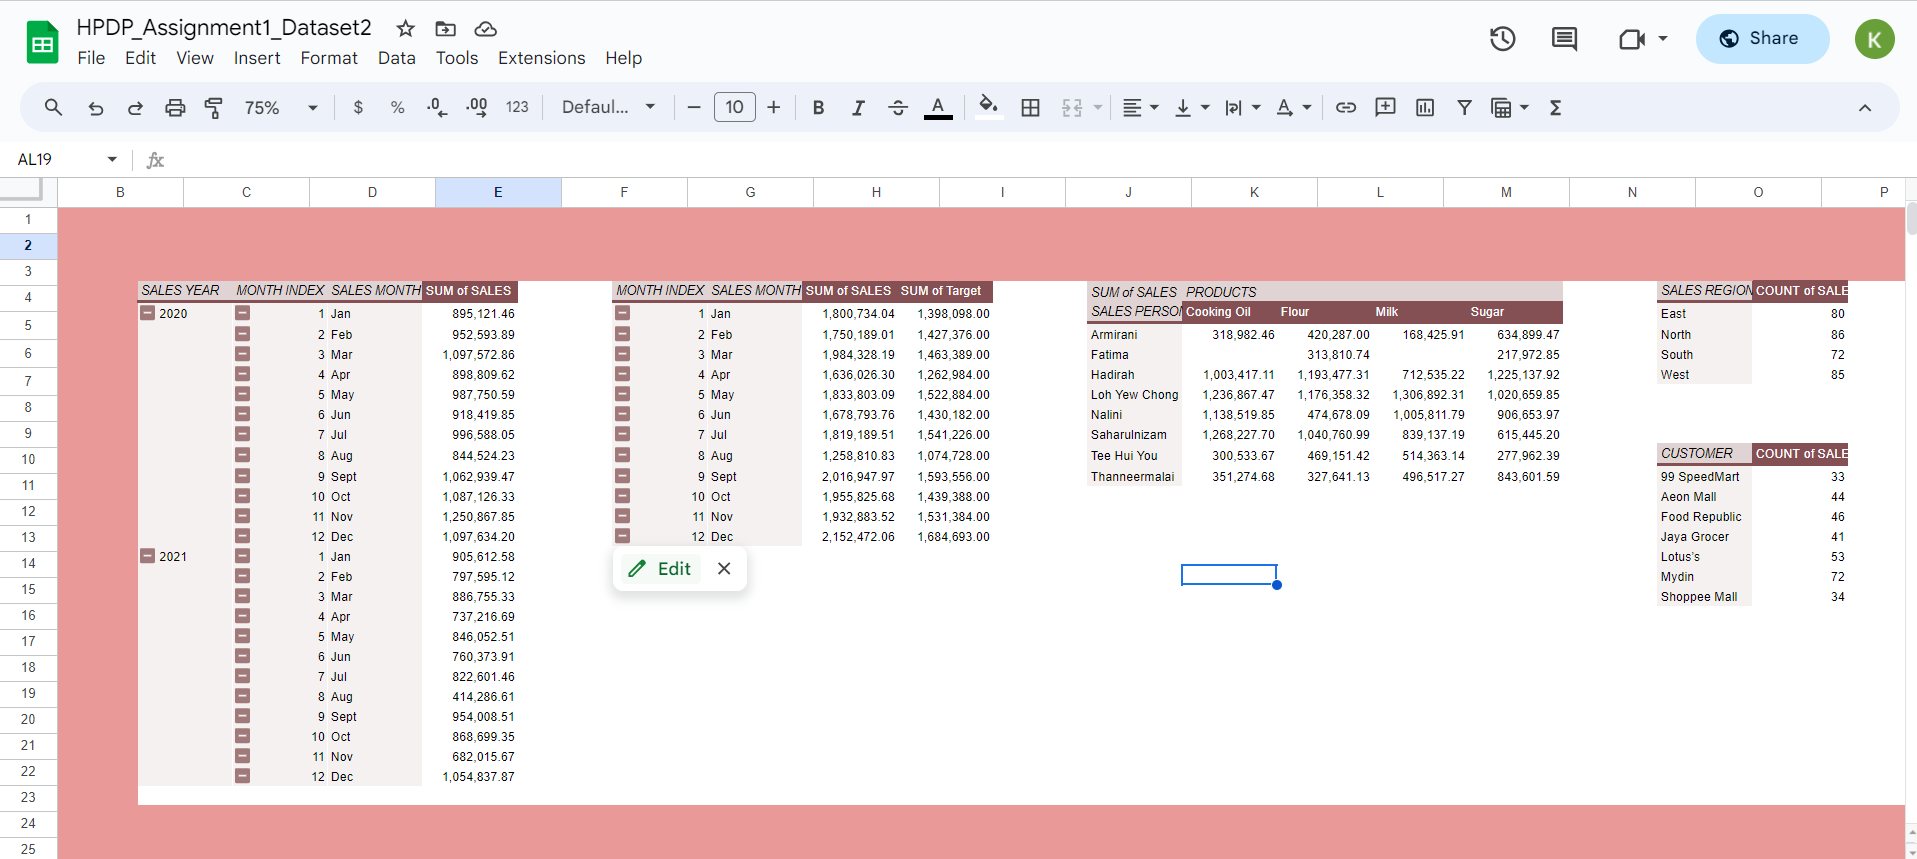 HPDP_Assignment1_Dataset2
File Edit View Insert Format Data Tools Extensions Help
Share
K
75% $ % .0 .00 123 Defaul... 10 B I A
AL19 fx
B C D E F G H I J K L M N O P
1
2
3
4
5
6
7
8
9
10
11
12
13
14
15
16
17
18
19
20
21
22
23
24
25
SALES YEAR MONTH INDEX SALES MONTH SUM of SALES
2020 1 Jan 895,121.46
2 Feb 952,593.89
3 Mar 1,097,572.86
4 Apr 898,809.62
5 May 987,750.59
6 Jun 918,419.85
7 Jul 996,588.05
8 Aug 844,524.23
9 Sept 1,062,939.47
10 Oct 1,087,126.33
11 Nov 1,250,867.85
12 Dec 1,097,634.20
2021 1 Jan 905,612.58
2 Feb 797,595.12
3 Mar 886,755.33
4 Apr 737,216.69
5 May 846,052.51
6 Jun 760,373.91
7 Jul 822,601.46
8 Aug 414,286.61
9 Sept 954,008.51
10 Oct 868,699.35
11 Nov 682,015.67
12 Dec 1,054,837.87
MONTH INDEX SALES MONTH SUM of SALES SUM of Target
1 Jan 1,800,734.04 1,398,098.00
2 Feb 1,750,189.01 1,427,376.00
3 Mar 1,984,328.19 1,463,389.00
4 Apr 1,636,026.30 1,262,984.00
5 May 1,833,803.09 1,522,884.00
6 Jun 1,678,793.76 1,430,182.00
7 Jul 1,819,189.51 1,541,226.00
8 Aug 1,258,810.83 1,074,728.00
9 Sept 2,016,947.97 1,593,556.00
10 Oct 1,955,825.68 1,439,388.00
11 Nov 1,932,883.52 1,531,384.00
12 Dec 2,152,472.06 1,684,693.00
Edit
SUM of SALES PRODUCTS
SALES PERSO Cooking Oil Flour Milk Sugar
Armirani 318,982.46 420,287.00 168,425.91 634,899.47
Fatima 313,810.74 217,972.85
Hadirah 1,003,417.11 1,193,477.31 712,535.22 1,225,137.92
Loh Yew Chong 1,236,867.47 1,176,358.32 1,306,892.31 1,020,659.85
Nalini 1,138,519.85 474,678.09 1,005,811.79 906,653.97
Saharulnizam 1,268,227.70 1,040,760.99 839,137.19 615,445.20
Tee Hui You 300,533.67 469,151.42 514,363.14 277,962.39
Thanneermalai 351,274.68 327,641.13 496,517.27 843,601.59
SALES REGION COUNT of SALE
East 80
North 86
South 72
West 85
CUSTOMER COUNT of SALE
99 SpeedMart 33
Aeon Mall 44
Food Republic 46
Jaya Grocer 41
Lotus's 53
Mydin 72
Shoppee Mall 34